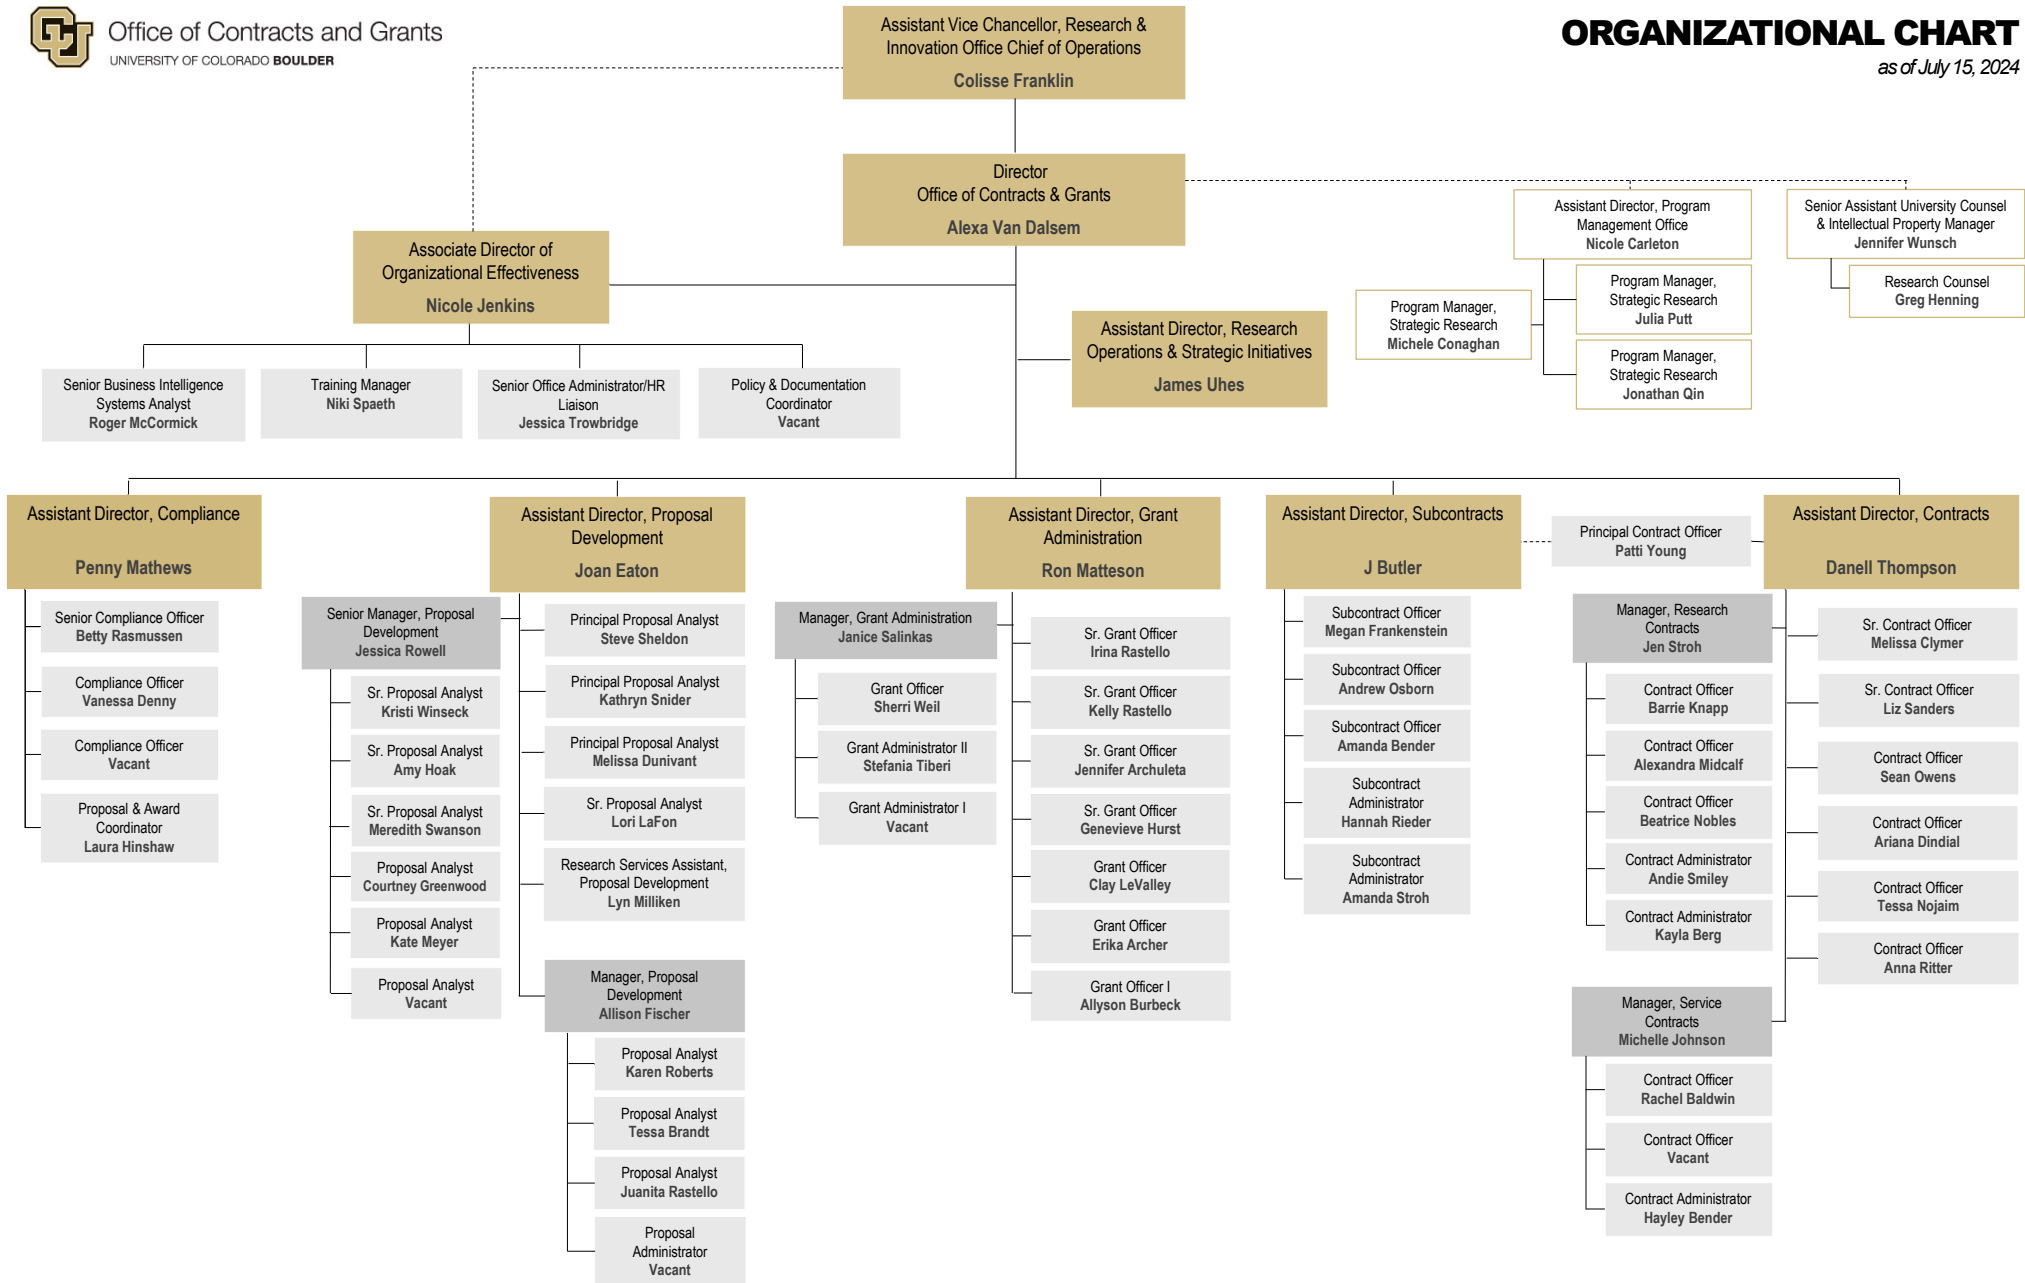 CU
Office of Contracts and Grants
UNIVERSITY OF COLORADO BOULDER
ORGANIZATIONAL CHART
as of July 15, 2024
Assistant Vice Chancellor, Research &
Innovation Office Chief of Operations
Colisse Franklin
Director
Office of Contracts & Grants
Alexa Van Dalsem
Associate Director of
Organizational Effectiveness
Nicole Jenkins
Senior Business Intelligence
Systems Analyst
Roger McCormick
Training Manager
Niki Spaeth
Senior Office Administrator/HR
Liaison
Jessica Trowbridge
Policy & Documentation
Coordinator
Vacant
Assistant Director, Research
Operations & Strategic Initiatives
James Uhes
Assistant Director, Program
Management Office
Nicole Carleton
Program Manager,
Strategic Research
Michele Conaghan
Program Manager,
Strategic Research
Julia Putt
Program Manager,
Strategic Research
Jonathan Qin
Senior Assistant University Counsel
& Intellectual Property Manager
Jennifer Wunsch
Research Counsel
Greg Henning
Assistant Director, Compliance
Penny Mathews
Senior Compliance Officer
Betty Rasmussen
Compliance Officer
Vanessa Denny
Compliance Officer
Vacant
Proposal & Award
Coordinator
Laura Hinshaw
Assistant Director, Proposal
Development
Joan Eaton
Senior Manager, Proposal
Development
Jessica Rowell
Sr. Proposal Analyst
Kristi Winseck
Sr. Proposal Analyst
Amy Hoak
Sr. Proposal Analyst
Meredith Swanson
Proposal Analyst
Courtney Greenwood
Proposal Analyst
Kate Meyer
Proposal Analyst
Vacant
Principal Proposal Analyst
Steve Sheldon
Principal Proposal Analyst
Kathryn Snider
Principal Proposal Analyst
Melissa Dunivant
Sr. Proposal Analyst
Lori LaFon
Research Services Assistant,
Proposal Development
Lyn Milliken
Manager, Proposal
Development
Allison Fischer
Proposal Analyst
Karen Roberts
Proposal Analyst
Tessa Brandt
Proposal Analyst
Juanita Rastello
Proposal
Administrator
Vacant
Assistant Director, Grant
Administration
Ron Matteson
Manager, Grant Administration
Janice Salinkas
Grant Officer
Sherri Weil
Grant Administrator II
Stefania Tiberi
Grant Administrator I
Vacant
Sr. Grant Officer
Irina Rastello
Sr. Grant Officer
Kelly Rastello
Sr. Grant Officer
Jennifer Archuleta
Sr. Grant Officer
Genevieve Hurst
Grant Officer
Clay LeValley
Grant Officer
Erika Archer
Grant Officer I
Allyson Burbeck
Assistant Director, Subcontracts
J Butler
Subcontract Officer
Megan Frankenstein
Subcontract Officer
Andrew Osborn
Subcontract Officer
Amanda Bender
Subcontract
Administrator
Hannah Rieder
Subcontract
Administrator
Amanda Stroh
Principal Contract Officer
Patti Young
Assistant Director, Contracts
Danell Thompson
Manager, Research
Contracts
Jen Stroh
Contract Officer
Barrie Knapp
Contract Officer
Alexandra Midcalf
Contract Officer
Beatrice Nobles
Contract Administrator
Andie Smiley
Contract Administrator
Kayla Berg
Sr. Contract Officer
Melissa Clymer
Sr. Contract Officer
Liz Sanders
Contract Officer
Sean Owens
Contract Officer
Ariana Dindial
Contract Officer
Tessa Nojaim
Contract Officer
Anna Ritter
Manager, Service
Contracts
Michelle Johnson
Contract Officer
Rachel Baldwin
Contract Officer
Vacant
Contract Administrator
Hayley Bender